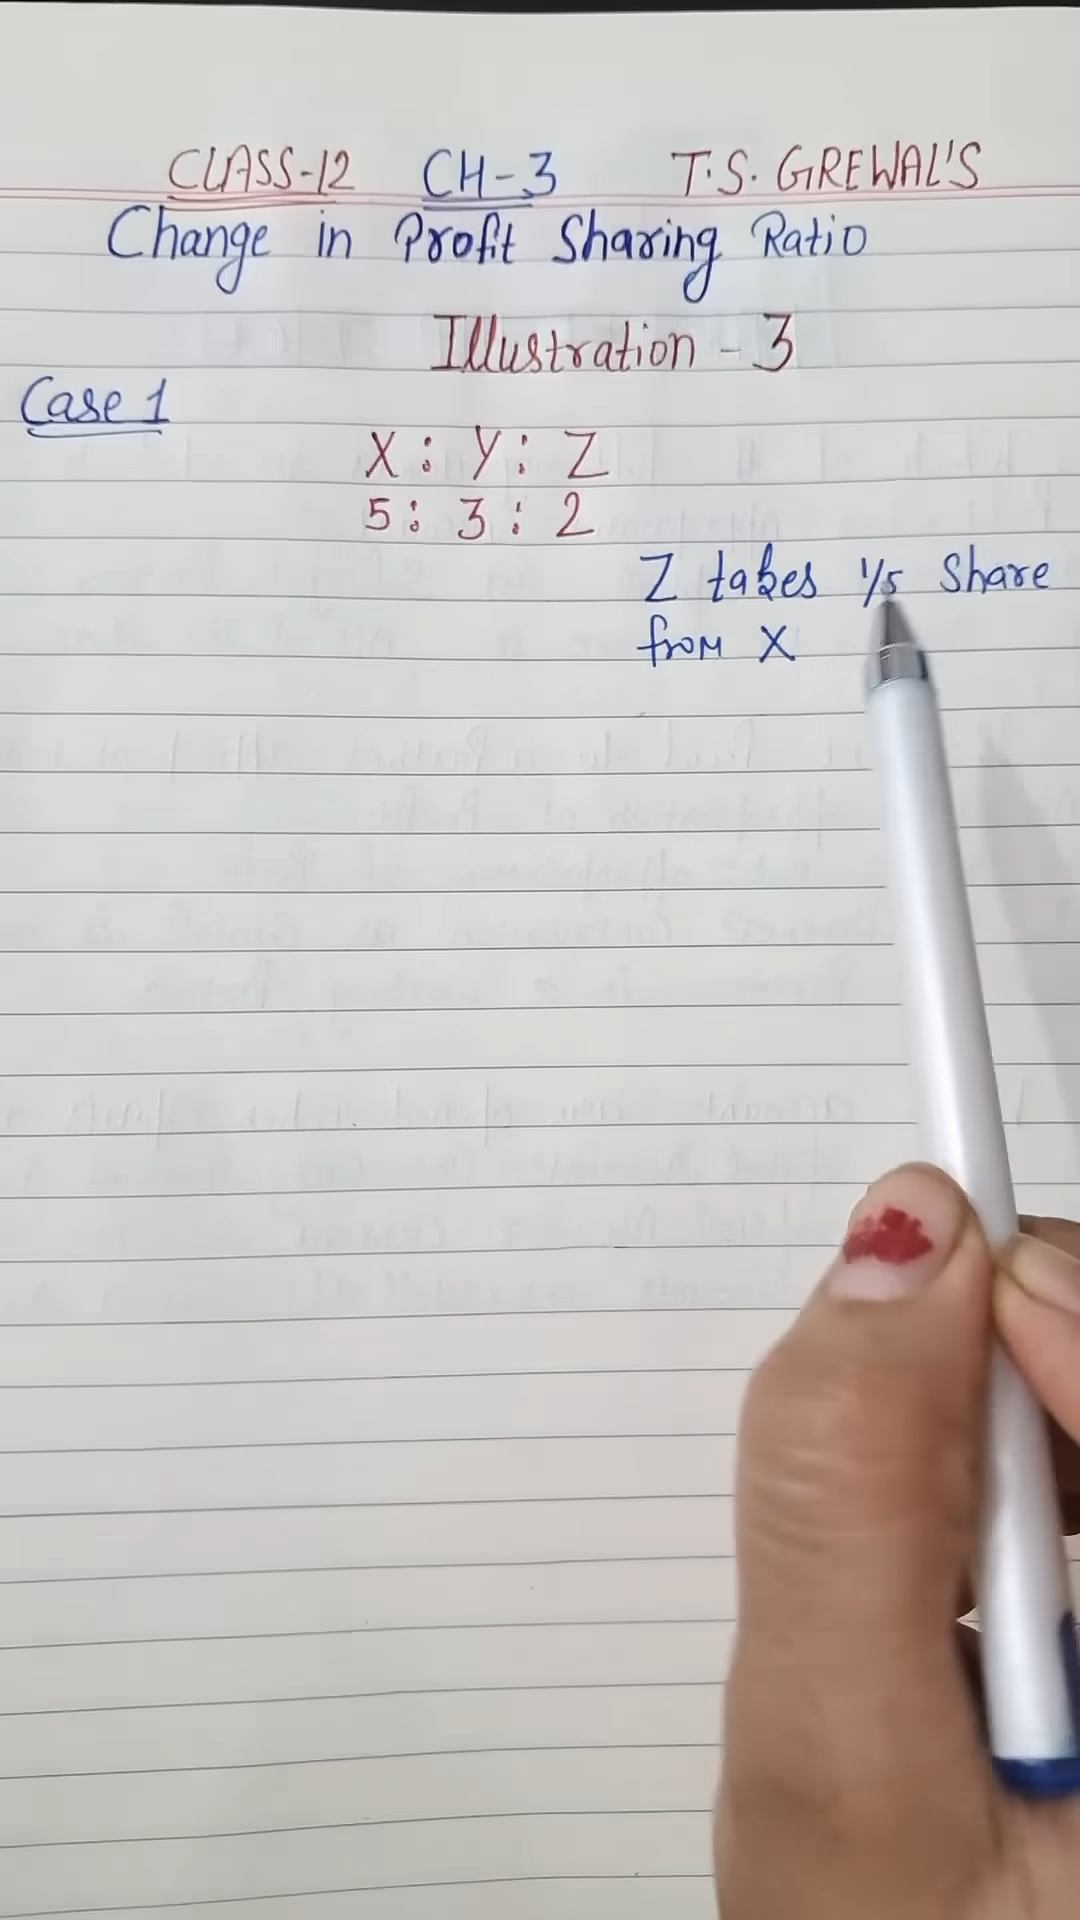 CLASS-12 CH-3 T.S. GREWAL'S
Change in Profit Sharing Ratio
Illustration - 3
Case 1
X : Y : Z
5 : 3 : 2
Z takes 1/5 Share
from X